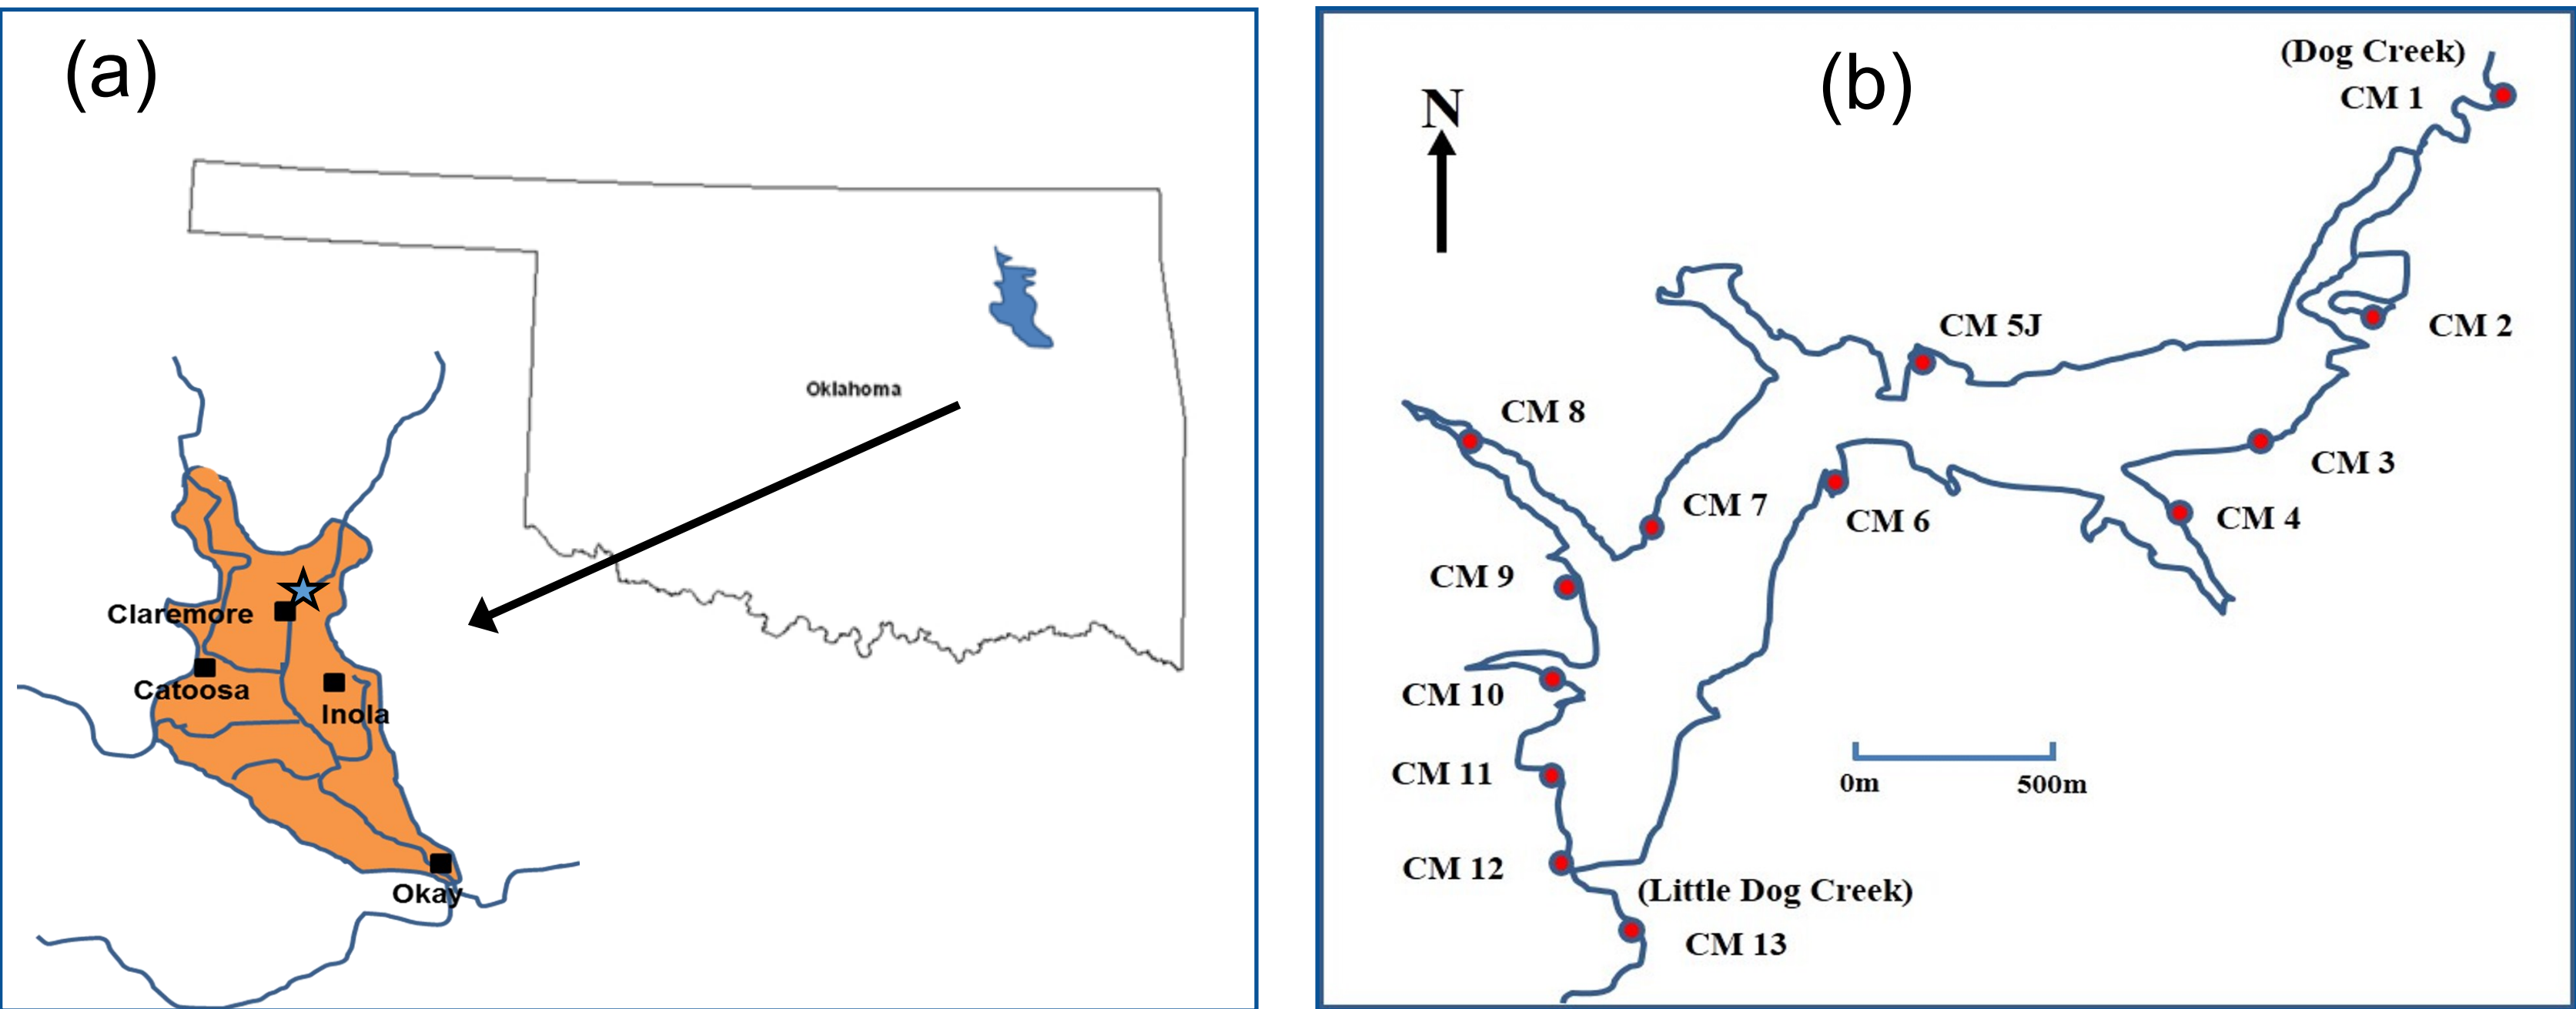 (a)
Oklahoma
Claremore
Catoosa
Inola
Okay
(b)
N
(Dog Creek)
CM 1
CM 2
CM 5J
CM 8
CM 3
CM 7
CM 6
CM 4
CM 9
CM 10
CM 11
0m 500m
CM 12
(Little Dog Creek)
CM 13